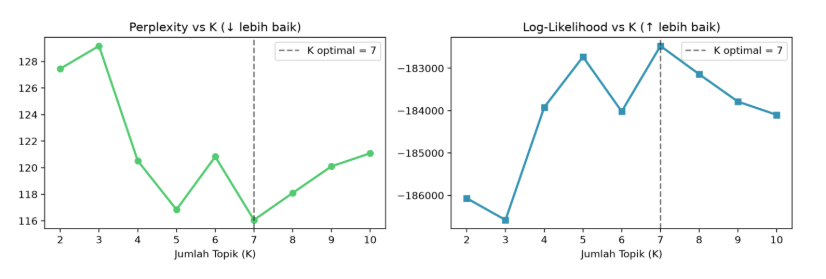 Perplexity vs K (↓ lebih baik)
K optimal = 7
128
126
124
122
120
118
116
2 3 4 5 6 7 8 9 10
Jumlah Topik (K)
Log-Likelihood vs K (↑ lebih baik)
K optimal = 7
−183000
−184000
−185000
−186000
2 3 4 5 6 7 8 9 10
Jumlah Topik (K)